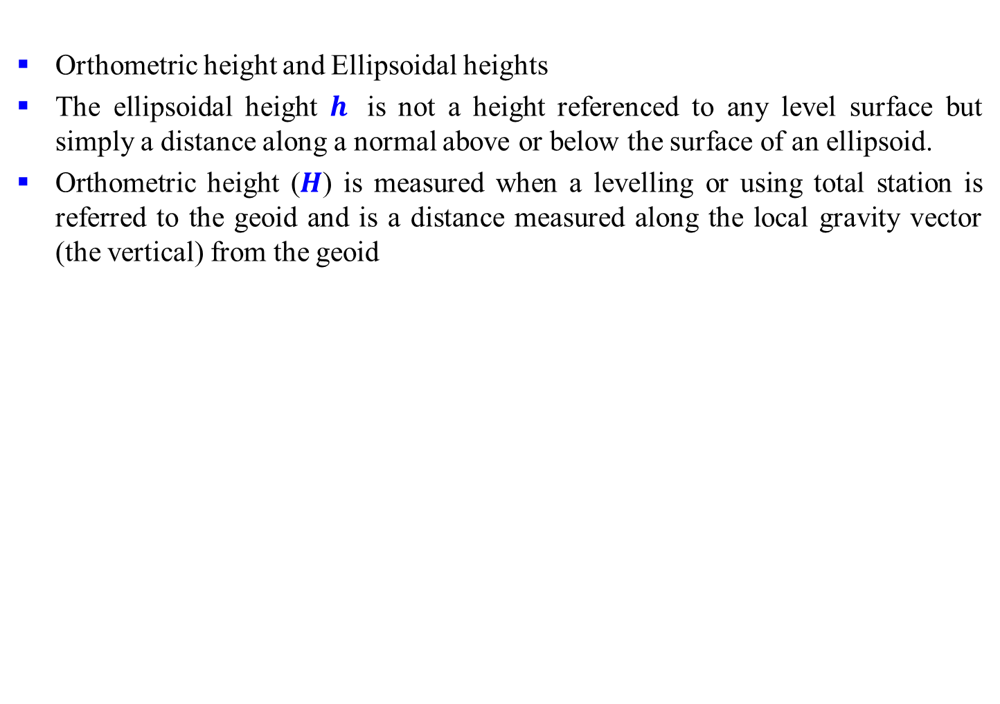 ▪ Orthometric height and Ellipsoidal heights
▪ The ellipsoidal height h is not a height referenced to any level surface but
simply a distance along a normal above or below the surface of an ellipsoid.
▪ Orthometric height (H) is measured when a levelling or using total station is
referred to the geoid and is a distance measured along the local gravity vector
(the vertical) from the geoid